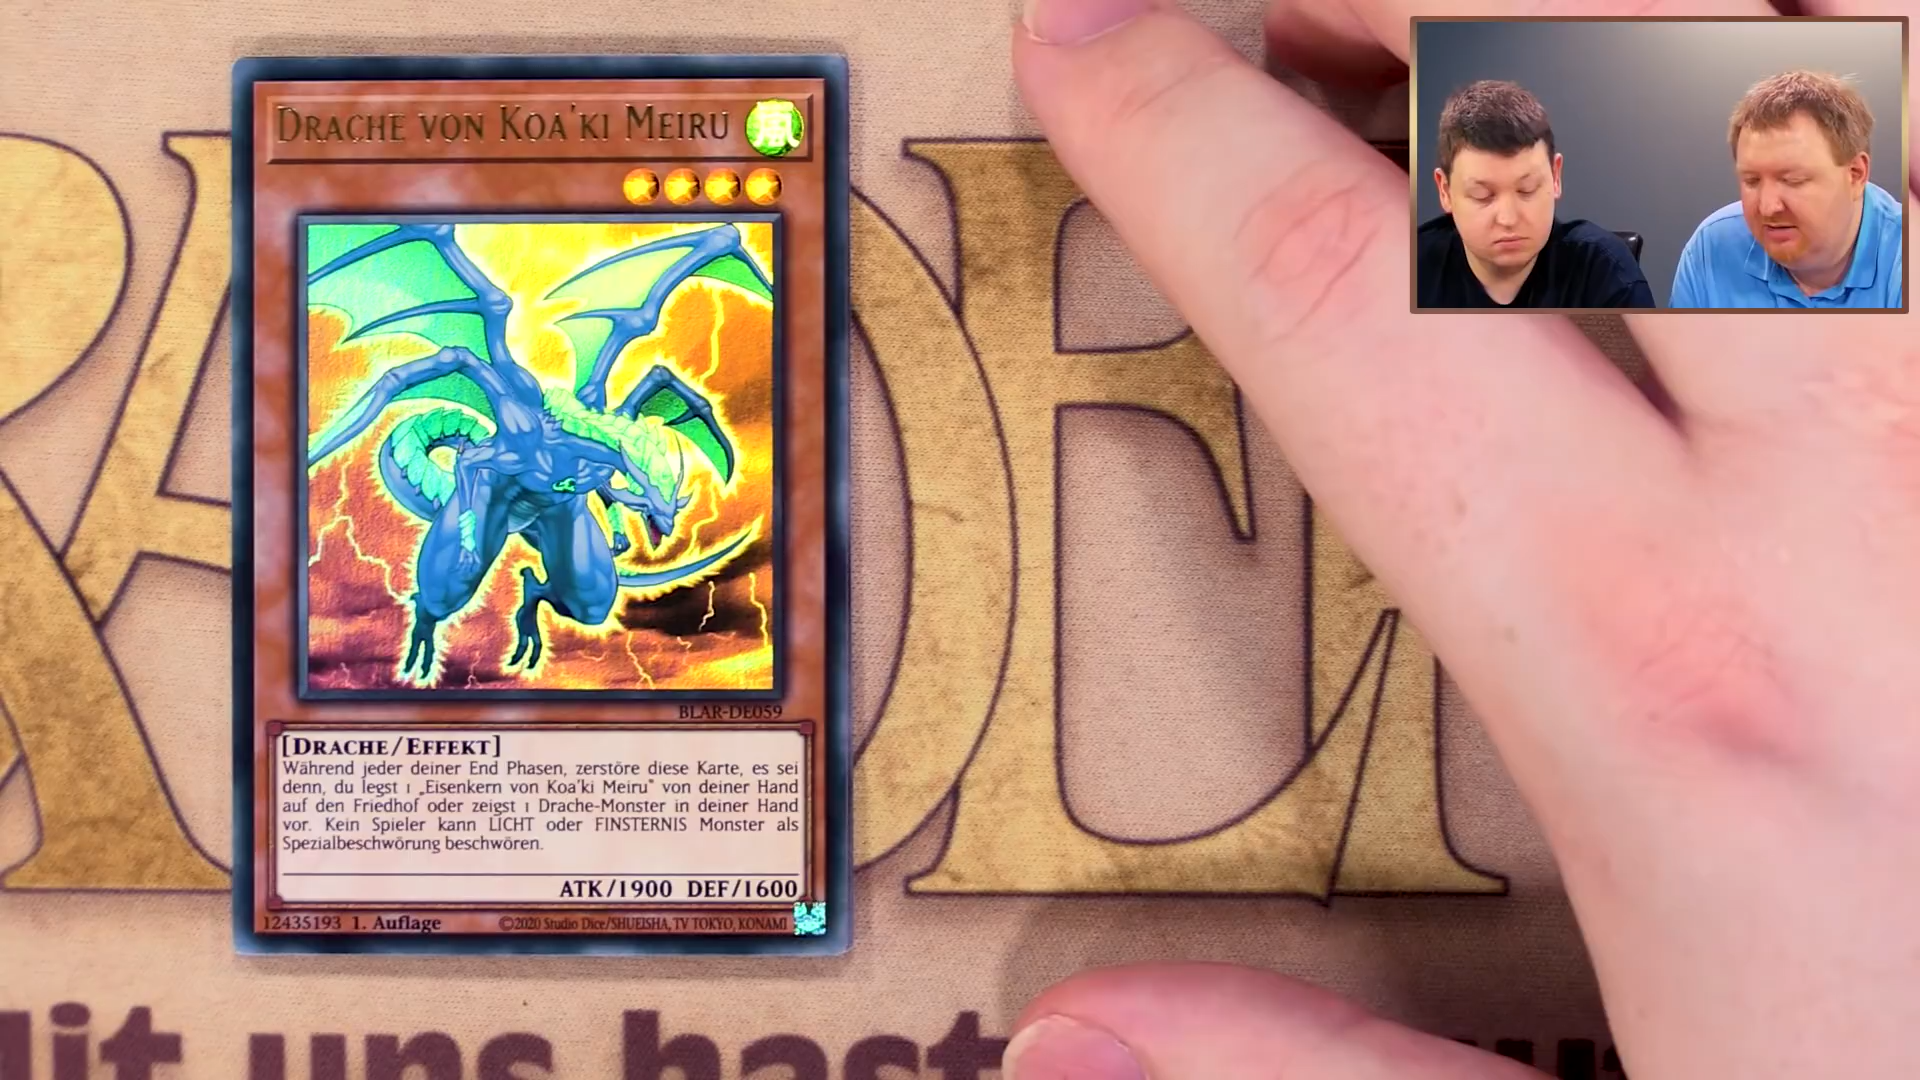 Drache von Koa'ki Meiru
風
BLAR-DE059
[Drache/Effekt]
Während jeder deiner End Phasen, zerstöre diese Karte, es sei
denn, du legst 1 „Eisenkern von Koa'ki Meiru" von deiner Hand
auf den Friedhof oder zeigst 1 Drache-Monster in deiner Hand
vor. Kein Spieler kann LICHT oder FINSTERNIS Monster als
Spezialbeschwörung beschwören.
ATK/1900 DEF/1600
12435193 1. Auflage ©2020 Studio Dice/SHUEISHA, TV TOKYO, KONAMI
uns hast